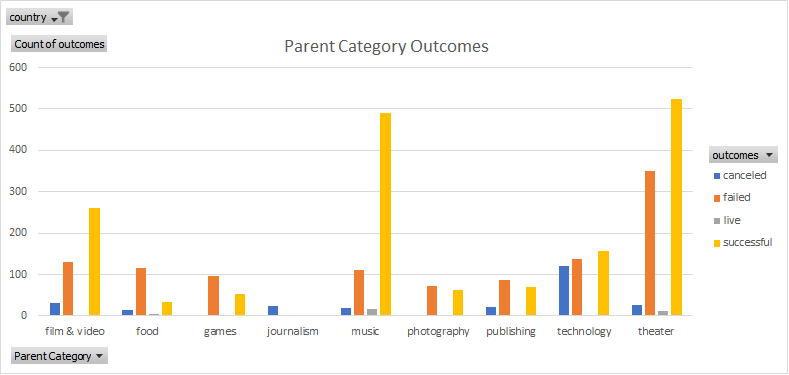 country
Count of outcomes
Parent Category Outcomes
600
500
400
300
200
100
0
film & video food games journalism music photography publishing technology theater
outcomes
canceled
failed
live
successful
Parent Category